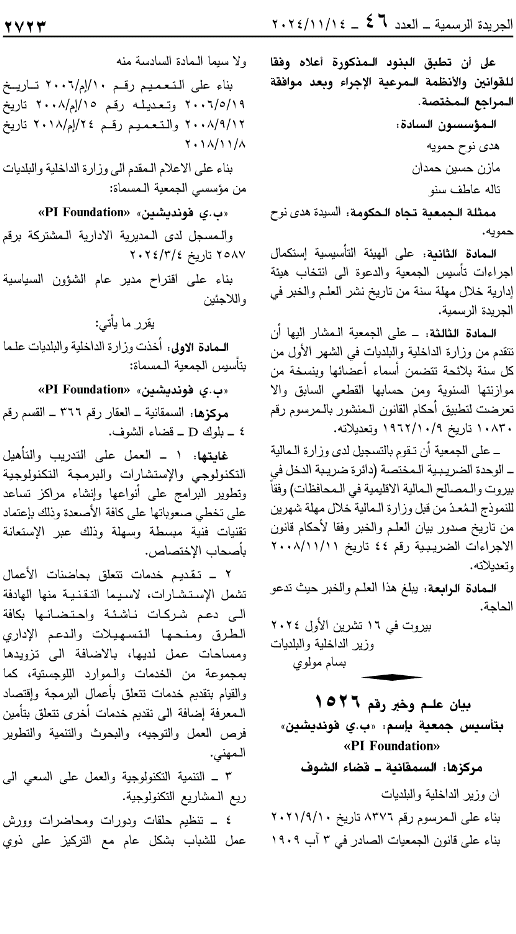 الجريدة الرسمية ــ العدد ٤٦ ــ ٢٠٢٤/١١/١٤
٢٧٢٣
على أن تطبق البنود المذكورة أعلاه وفقا
للقوانين والأنظمة المرعية الإجراء وبعد موافقة
المراجع المختصة.
المؤسسون السادة:
هدى نوح حمويه
مازن حسين حمدان
تاله عاطف سنو
ممثلة الجمعية تجاه الحكومة: السيدة هدى نوح
حمويه.
المادة الثانية: على الهيئة التأسيسية إستكمال
اجراءات تأسيس الجمعية والدعوة الى انتخاب هيئة
إدارية خلال مهلة سنة من تاريخ نشر العلم والخبر في
الجريدة الرسمية.
المادة الثالثة: ــ على الجمعية المشار اليها أن
تتقدم من وزارة الداخلية والبلديات في الشهر الأول من
كل سنة بلائحة تتضمن أسماء أعضائها وبنسخة من
موازنتها السنوية ومن حسابها القطعي السابق والا
تعرضت لتطبيق أحكام القانون المنشور بالمرسوم رقم
١٠٨٣٠ تاريخ ١٩٦٢/١٠/٩ وتعديلاته.
ــ على الجمعية أن تقوم بالتسجيل لدى وزارة المالية
ــ الوحدة الضريبية المختصة (دائرة ضريبة الدخل في
بيروت والمصالح المالية الاقليمية في المحافظات) وفقاً
للنموذج المُعدّ من قبل وزارة المالية خلال مهلة شهرين
من تاريخ صدور بيان العلم والخبر وفقا لأحكام قانون
الاجراءات الضريبية رقم ٤٤ تاريخ ٢٠٠٨/١١/١١
وتعديلاته.
المادة الرابعة: يبلغ هذا العلم والخبر حيث تدعو
الحاجة.
بيروت في ١٦ تشرين الأول ٢٠٢٤
وزير الداخلية والبلديات
بسام مولوي
بيان علم وخبر رقم ١٥٢٦
بتأسيس جمعية بإسم: «ب.ي فونديشين»
«PI Foundation»
مركزها: السمقانية ــ قضاء الشوف
ان وزير الداخلية والبلديات
بناء على المرسوم رقم ٨٣٧٦ تاريخ ٢٠٢١/٩/١٠
بناء على قانون الجمعيات الصادر في ٣ آب ١٩٠٩
ولا سيما المادة السادسة منه
بناء على التعميم رقم ١٠/إم/٢٠٠٦ تاريخ
٢٠٠٦/٥/١٩ وتعديله رقم ١٥/إم/٢٠٠٨ تاريخ
٢٠٠٨/٩/١٢ والتعميم رقم ٢٤/إم/٢٠١٨ تاريخ
٢٠١٨/١١/٨
بناء على الاعلام المقدم الى وزارة الداخلية والبلديات
من مؤسسي الجمعية المسماة:
«ب.ي فونديشين» «PI Foundation»
والمسجل لدى المديرية الادارية المشتركة برقم
٢٥٨٧ تاريخ ٢٠٢٤/٣/٤
بناء على اقتراح مدير عام الشؤون السياسية
واللاجئين
يقرر ما يأتي:
المادة الاولى: أخذت وزارة الداخلية والبلديات علما
بتأسيس الجمعية المسماة:
«ب.ي فونديشين» «PI Foundation»
مركزها: السمقانية ــ العقار رقم ٣٦٦ ــ القسم رقم
٤ ــ بلوك D ــ قضاء الشوف.
غايتها: ١ ــ العمل على التدريب والتأهيل
التكنولوجي والإستشارات والبرمجة التكنولوجية
وتطوير البرامج على أنواعها وإنشاء مراكز تساعد
على تخطي صعوباتها على كافة الأصعدة وذلك بإعتماد
تقنيات فنية مبسطة وسهلة وذلك عبر الإستعانة
بأصحاب الإختصاص.
٢ ــ تقديم خدمات تتعلق بحاضنات الأعمال
تشمل الإستشارات، لاسيما التقنية منها الهادفة
الى دعم شركات ناشئة واحتضانها بكافة
الطرق ومنحها التسهيلات والدعم الإداري
ومساحات عمل لديها، بالاضافة الى تزويدها
بمجموعة من الخدمات والموارد اللوجستية، كما
والقيام بتقديم خدمات تتعلق بأعمال البرمجة وإقتصاد
المعرفة إضافة الى تقديم خدمات أخرى تتعلق بتأمين
فرص العمل والتوجيه، والبحوث والتنمية والتطوير
المهني.
٣ ــ التنمية التكنولوجية والعمل على السعي الى
ريع المشاريع التكنولوجية.
٤ ــ تنظيم حلقات ودورات ومحاضرات وورش
عمل للشباب بشكل عام مع التركيز على ذوي